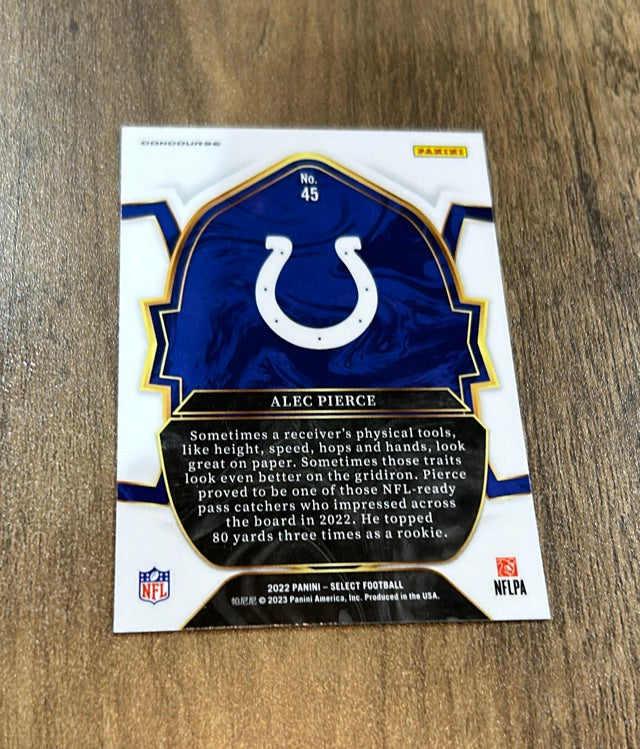 CONCOURSE
PANINI
No.
45
ALEC PIERCE
Sometimes a receiver's physical tools,
like height, speed, hops and hands, look
great on paper. Sometimes those traits
look even better on the gridiron. Pierce
proved to be one of those NFL-ready
pass catchers who impressed across
the board in 2022. He topped
80 yards three times as a rookie.
NFL
2022 PANINI – SELECT FOOTBALL
帕尼尼 © 2023 Panini America, Inc. Produced in the USA.
NFLPA